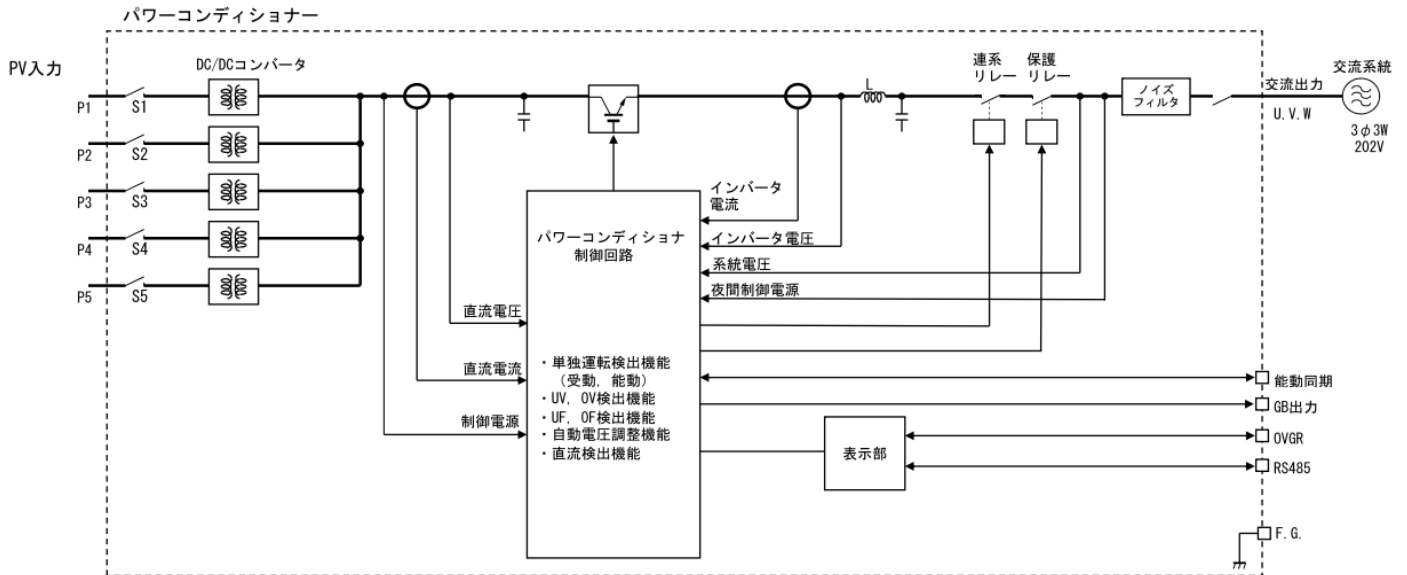 パワーコンディショナー
PV入力
DC/DCコンバータ
連系
リレー
保護
リレー
ノイズ
フィルタ
交流出力
U.V.W
交流系統
3φ3W
202V
L
P1
S1
P2
S2
P3
S3
P4
S4
P5
S5
インバータ
電流
インバータ電圧
系統電圧
夜間制御電源
パワーコンディショナ
制御回路
直流電圧
直流電流
制御電源
・単独運転検出機能
(受動, 能動)
・UV, OV検出機能
・UF, OF検出機能
・自動電圧調整機能
・直流検出機能
表示部
能動同期
GB出力
OVGR
RS485
F.G.